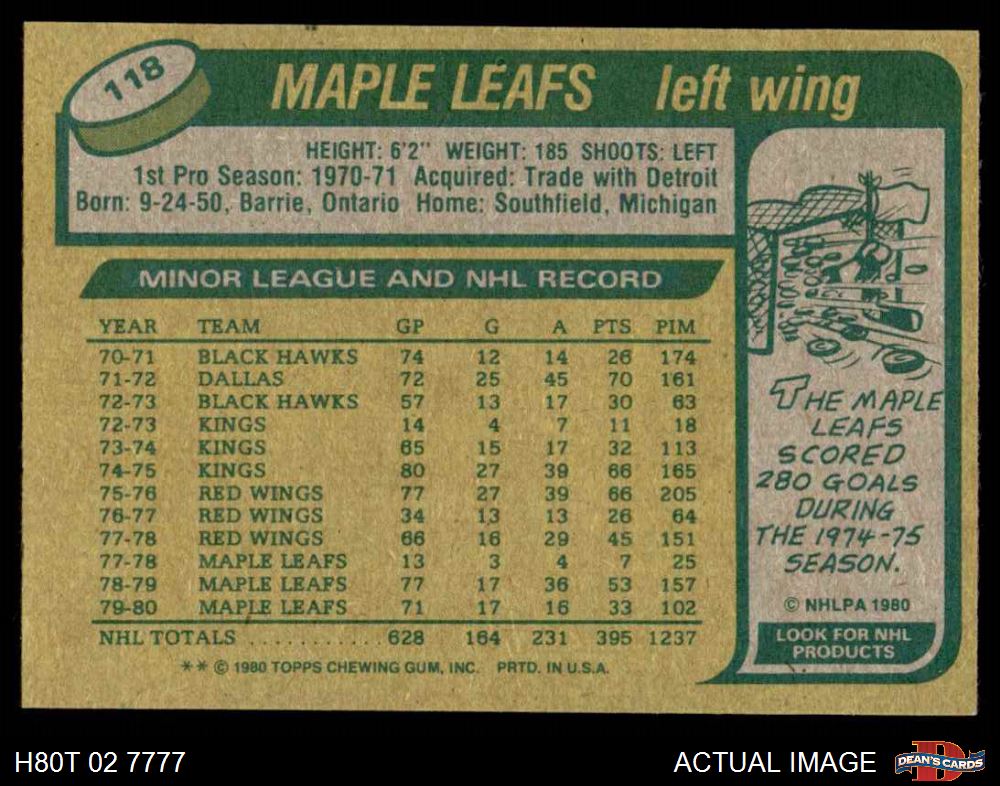 118
MAPLE LEAFS left wing
HEIGHT: 6'2" WEIGHT: 185 SHOOTS: LEFT
1st Pro Season: 1970-71 Acquired: Trade with Detroit
Born: 9-24-50, Barrie, Ontario Home: Southfield, Michigan
MINOR LEAGUE AND NHL RECORD
YEAR TEAM GP G A PTS PIM
70-71 BLACK HAWKS 74 12 14 26 174
71-72 DALLAS 72 25 45 70 161
72-73 BLACK HAWKS 57 13 17 30 63
72-73 KINGS 14 4 7 11 18
73-74 KINGS 65 15 17 32 113
74-75 KINGS 80 27 39 66 165
75-76 RED WINGS 77 27 39 66 205
76-77 RED WINGS 34 13 13 26 64
77-78 RED WINGS 66 16 29 45 151
77-78 MAPLE LEAFS 13 3 4 7 25
78-79 MAPLE LEAFS 77 17 36 53 157
79-80 MAPLE LEAFS 71 17 16 33 102
NHL TOTALS .......... 628 164 231 395 1237
** © 1980 TOPPS CHEWING GUM, INC. PRTD. IN U.S.A.
THE MAPLE
LEAFS
SCORED
280 GOALS
DURING
THE 1974-75
SEASON.
© NHLPA 1980
LOOK FOR NHL
PRODUCTS
H80T 02 7777
ACTUAL IMAGE
D
DEAN'S CARDS